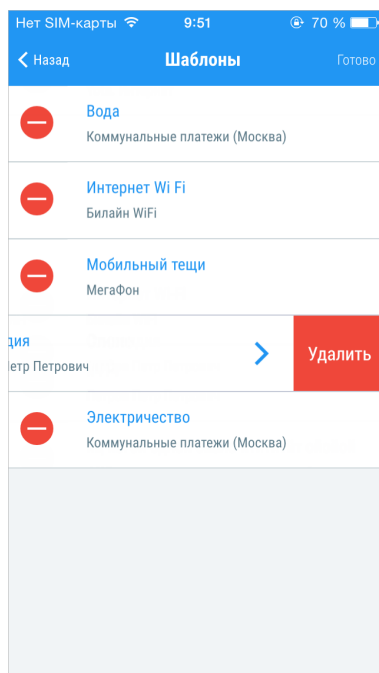 Нет SIM-карты 9:51 70 %
Назад Шаблоны Готово
Вода
Коммунальные платежи (Москва)
Интернет Wi Fi
Билайн WiFi
Мобильный тещи
МегаФон
дия
етр Петрович
Удалить
Электричество
Коммунальные платежи (Москва)